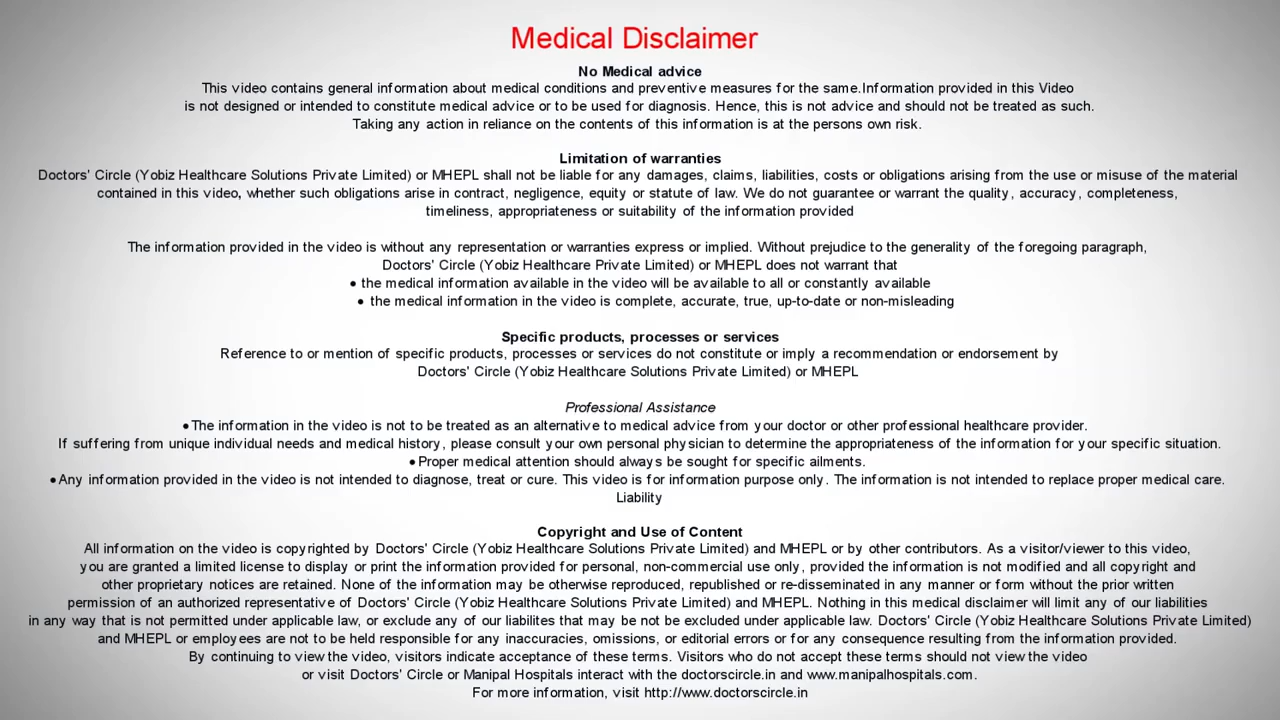 Medical Disclaimer
No Medical advice
This video contains general information about medical conditions and preventive measures for the same.Information provided in this Video
is not designed or intended to constitute medical advice or to be used for diagnosis. Hence, this is not advice and should not be treated as such.
Taking any action in reliance on the contents of this information is at the persons own risk.
Limitation of warranties
Doctors' Circle (Yobiz Healthcare Solutions Private Limited) or MHEPL shall not be liable for any damages, claims, liabilities, costs or obligations arising from the use or misuse of the material
contained in this video, whether such obligations arise in contract, negligence, equity or statute of law. We do not guarantee or warrant the quality, accuracy, completeness,
timeliness, appropriateness or suitability of the information provided
The information provided in the video is without any representation or warranties express or implied. Without prejudice to the generality of the foregoing paragraph,
Doctors' Circle (Yobiz Healthcare Private Limited) or MHEPL does not warrant that
• the medical information available in the video will be available to all or constantly available
• the medical information in the video is complete, accurate, true, up-to-date or non-misleading
Specific products, processes or services
Reference to or mention of specific products, processes or services do not constitute or imply a recommendation or endorsement by
Doctors' Circle (Yobiz Healthcare Solutions Private Limited) or MHEPL
Professional Assistance
•The information in the video is not to be treated as an alternative to medical advice from your doctor or other professional healthcare provider.
If suffering from unique individual needs and medical history, please consult your own personal physician to determine the appropriateness of the information for your specific situation.
•Proper medical attention should always be sought for specific ailments.
•Any information provided in the video is not intended to diagnose, treat or cure. This video is for information purpose only. The information is not intended to replace proper medical care.
Liability
Copyright and Use of Content
All information on the video is copyrighted by Doctors' Circle (Yobiz Healthcare Solutions Private Limited) and MHEPL or by other contributors. As a visitor/viewer to this video,
you are granted a limited license to display or print the information provided for personal, non-commercial use only, provided the information is not modified and all copyright and
other proprietary notices are retained. None of the information may be otherwise reproduced, republished or re-disseminated in any manner or form without the prior written
permission of an authorized representative of Doctors' Circle (Yobiz Healthcare Solutions Private Limited) and MHEPL. Nothing in this medical disclaimer will limit any of our liabilities
in any way that is not permitted under applicable law, or exclude any of our liabilites that may be not be excluded under applicable law. Doctors' Circle (Yobiz Healthcare Solutions Private Limited)
and MHEPL or employees are not to be held responsible for any inaccuracies, omissions, or editorial errors or for any consequence resulting from the information provided.
By continuing to view the video, visitors indicate acceptance of these terms. Visitors who do not accept these terms should not view the video
or visit Doctors' Circle or Manipal Hospitals interact with the doctorscircle.in and www.manipalhospitals.com.
For more information, visit http://www.doctorscircle.in